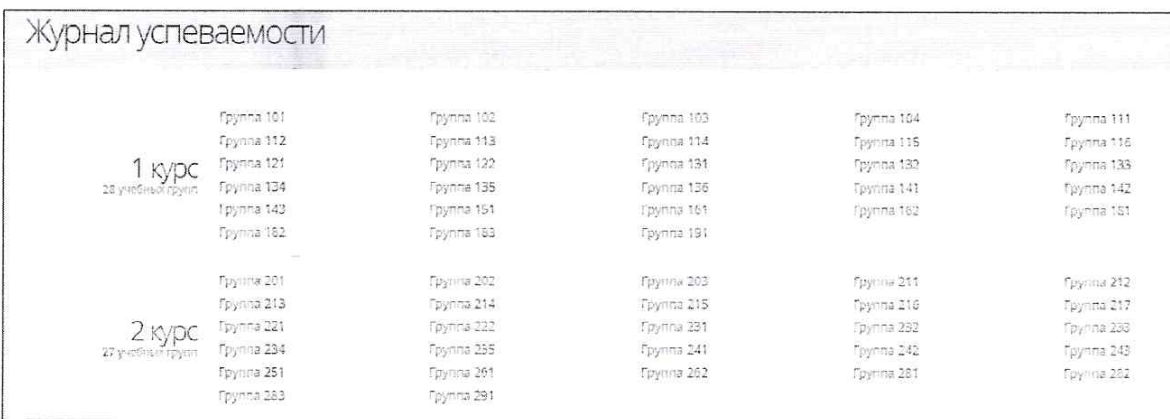 Журнал успеваемости
1 курс
28 учебных групп
Группа 101 Группа 102 Группа 103 Группа 104 Группа 111
Группа 112 Группа 113 Группа 114 Группа 115 Группа 116
Группа 121 Группа 122 Группа 131 Группа 132 Группа 133
Группа 134 Группа 135 Группа 136 Группа 141 Группа 142
Группа 143 Группа 151 Группа 161 Группа 162 Группа 181
Группа 182 Группа 183 Группа 191
2 курс
27 учебных групп
Группа 201 Группа 202 Группа 203 Группа 211 Группа 212
Группа 213 Группа 214 Группа 215 Группа 216 Группа 217
Группа 221 Группа 222 Группа 231 Группа 232 Группа 233
Группа 234 Группа 235 Группа 241 Группа 242 Группа 243
Группа 251 Группа 261 Группа 262 Группа 281 Группа 282
Группа 283 Группа 291